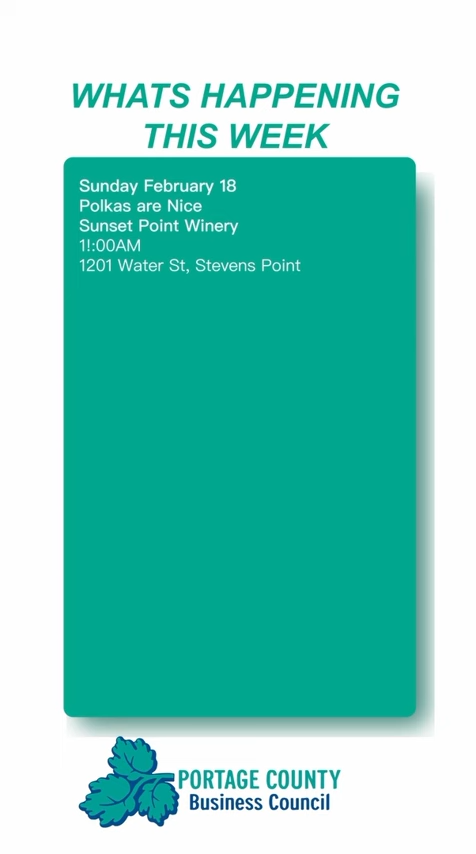 WHATS HAPPENING
THIS WEEK
Sunday February 18
Polkas are Nice
Sunset Point Winery
1!:00AM
1201 Water St, Stevens Point
PORTAGE COUNTY
Business Council